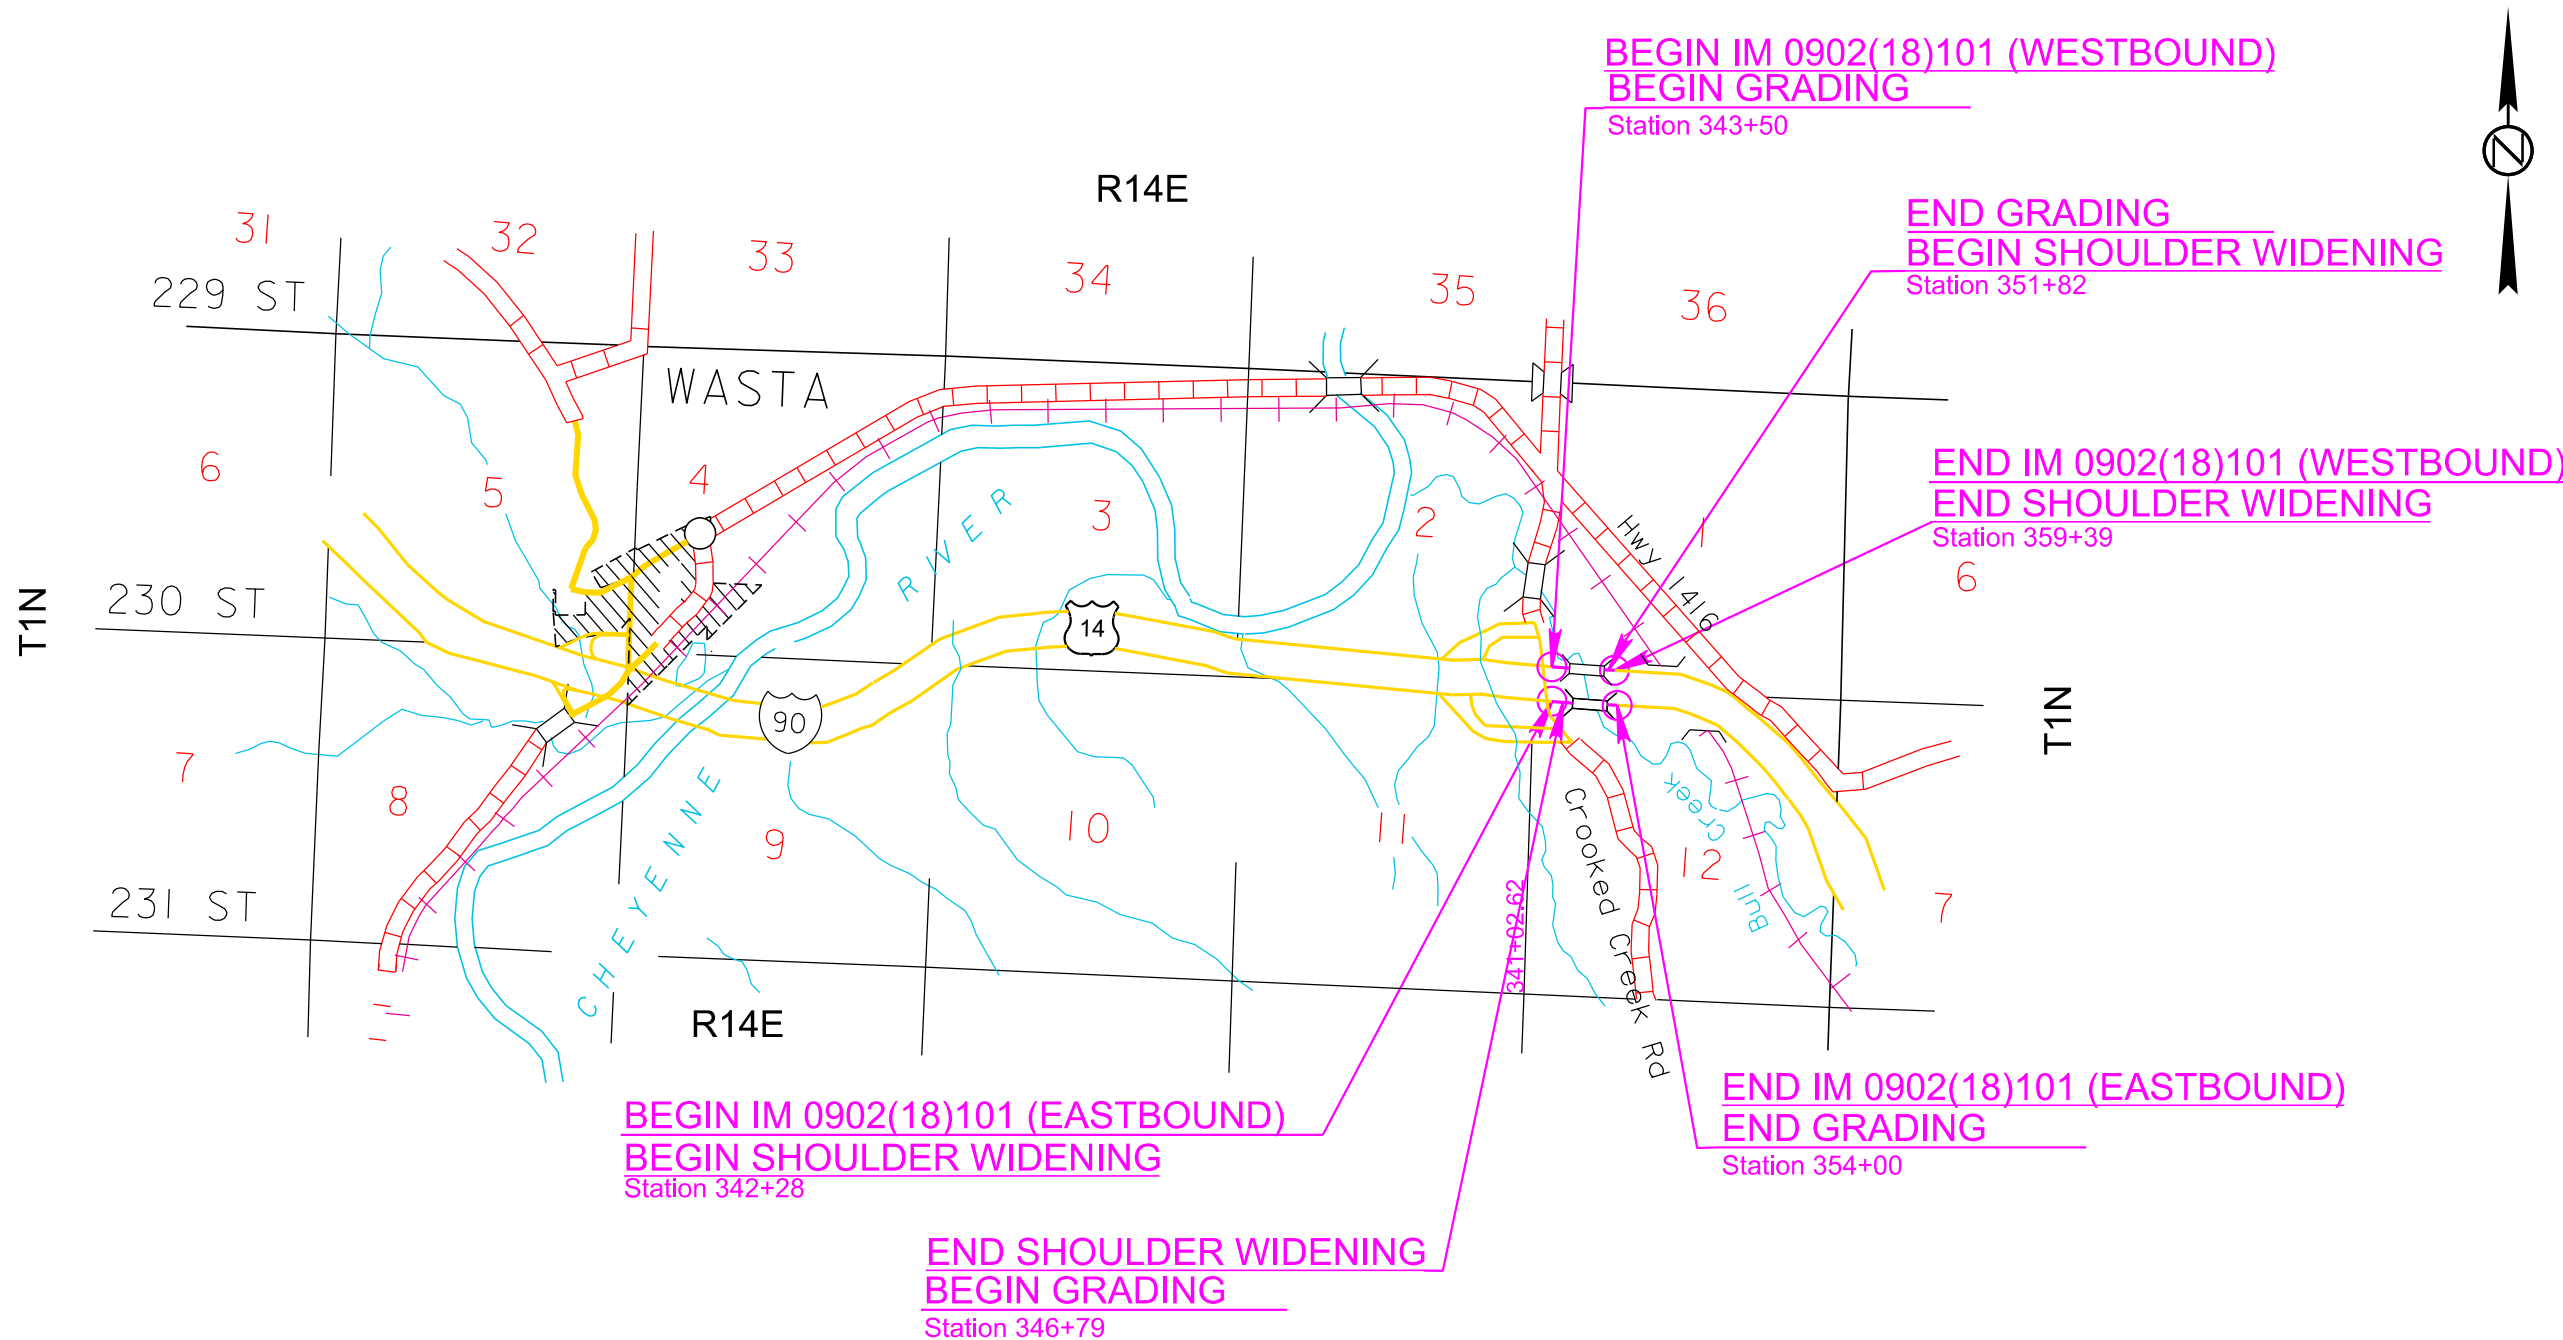 BEGIN IM 0902(18)101 (WESTBOUND)
BEGIN GRADING
Station 343+50
N
R14E
END GRADING
BEGIN SHOULDER WIDENING
Station 351+82
31
32
33
34
35
36
229 ST
WASTA
END IM 0902(18)101 (WESTBOUND)
END SHOULDER WIDENING
Station 359+39
6
5
4
3
2
1
6
RIVER
Hwy 1416
T1N
230 ST
14
90
T1N
7
8
9
10
11
12
7
CHEYENNE
Crooked Creek Rd
Bull Creek
341+02.62
231 ST
R14E
BEGIN IM 0902(18)101 (EASTBOUND)
BEGIN SHOULDER WIDENING
Station 342+28
END IM 0902(18)101 (EASTBOUND)
END GRADING
Station 354+00
END SHOULDER WIDENING
BEGIN GRADING
Station 346+79